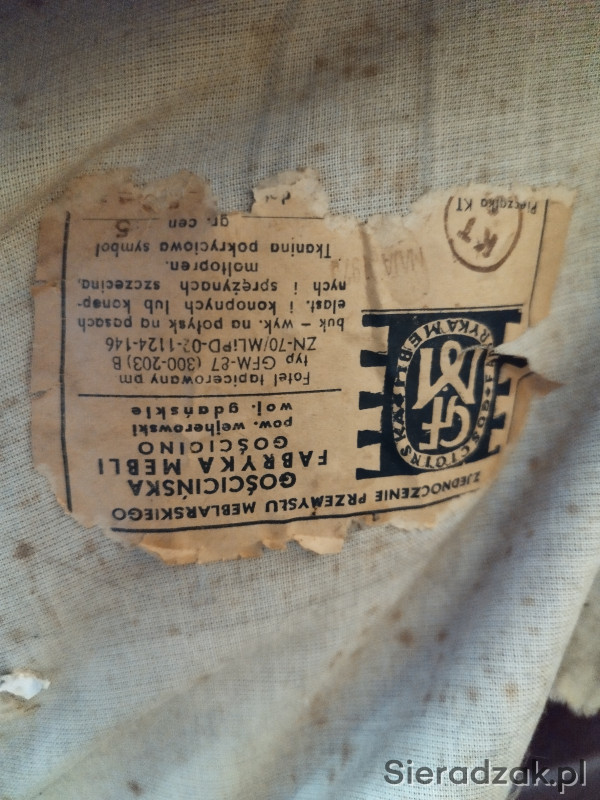 ZJEDNOCZENIE PRZEMYSŁU MEBLARSKIEGO
GOŚCICIŃSKA
FABRYKA MEBLI
GOŚCICINO
pow. wejherowski
woj. gdańskie
GFM
Fotel tapicerowany pm
typ GFM-87 (300-203) B
ZN-70/MLiPD-02-1124-146
buk — wyk. na połysk na pasach
elast. i konopnych lub konop-
nych i sprężynach, szczecina,
moltopren.
Tkanina pokryciowa symbol
gr. cen 5
KT
Pieczątka KT
Sieradzak.pl